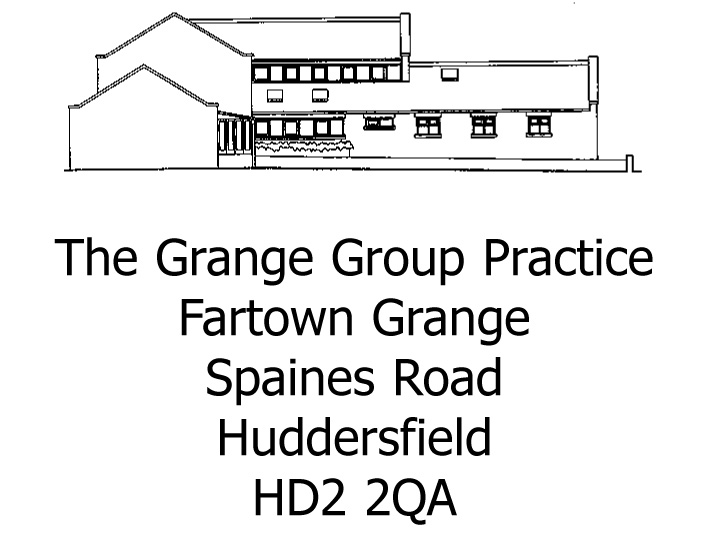 The Grange Group Practice
Fartown Grange
Spaines Road
Huddersfield
HD2 2QA